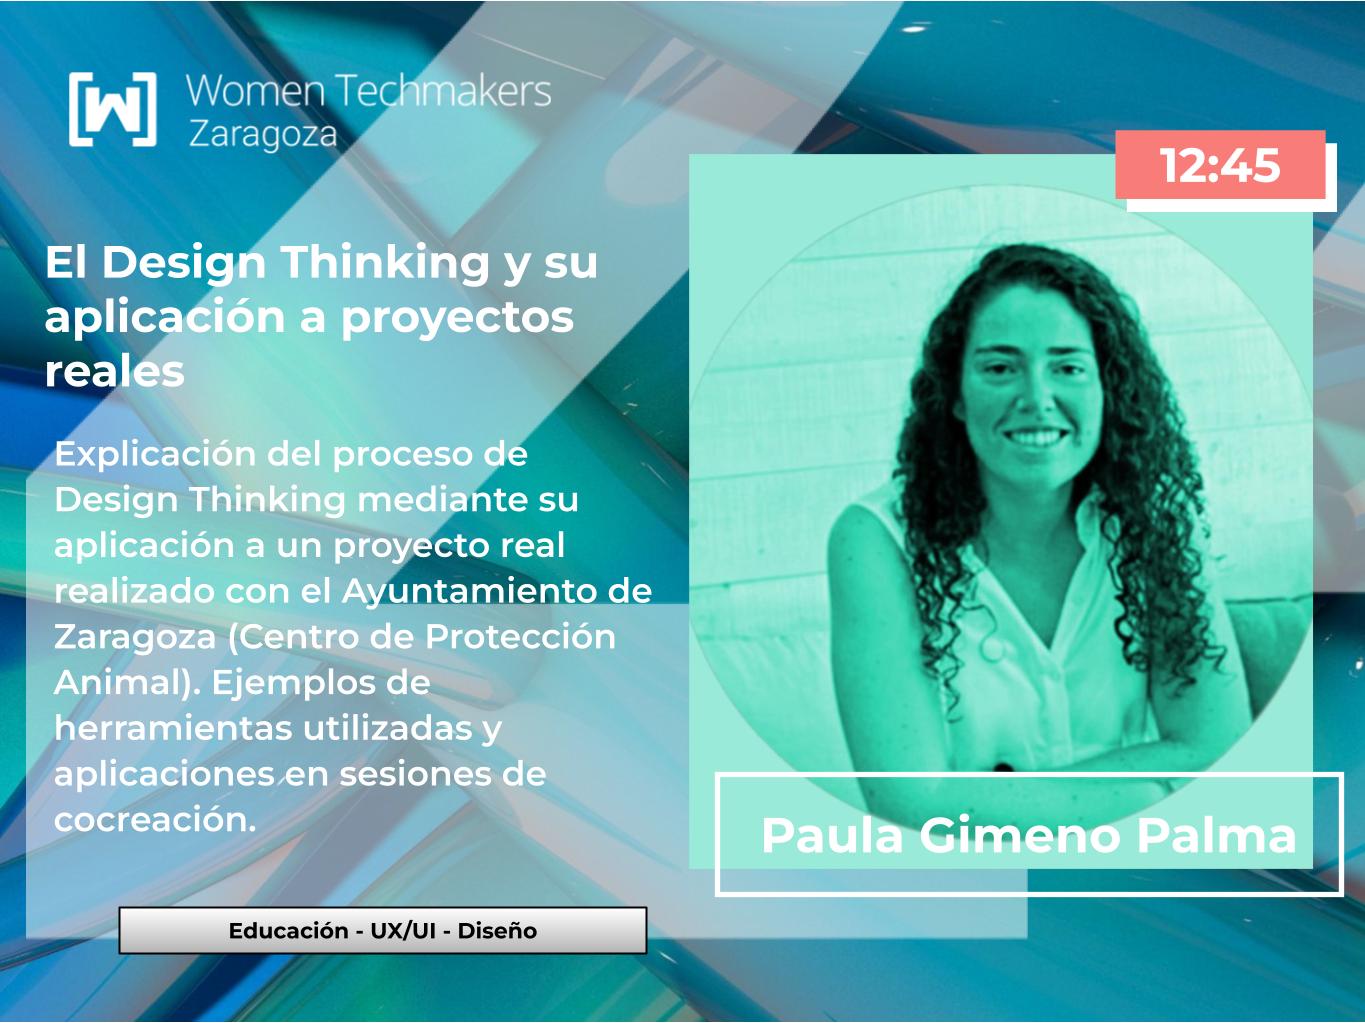 Women Techmakers
Zaragoza
12:45
El Design Thinking y su
aplicación a proyectos
reales
Explicación del proceso de
Design Thinking mediante su
aplicación a un proyecto real
realizado con el Ayuntamiento de
Zaragoza (Centro de Protección
Animal). Ejemplos de
herramientas utilizadas y
aplicaciones en sesiones de
cocreación.
Paula Gimeno Palma
Educación - UX/UI - Diseño